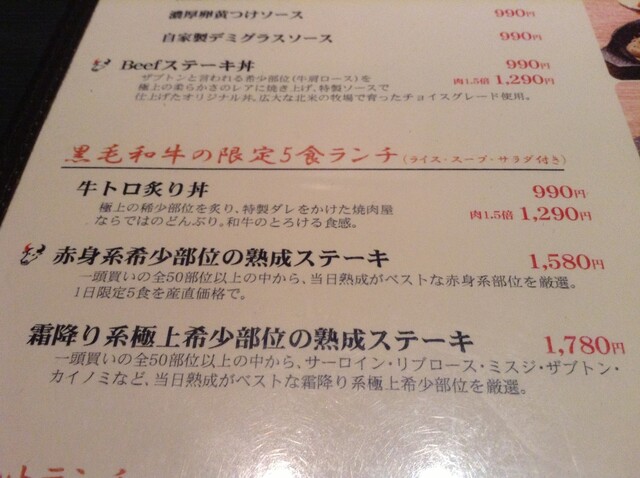 濃厚卵黄つけソース 990円
自家製デミグラスソース 990円
Beefステーキ丼 990円
ザブトンと言われる希少部位(牛肩ロース)を 肉1.5倍 1,290円
極上の柔らかさのレアに焼き上げ、特製ソースで
仕上げたオリジナル丼。広大な北米の牧場で育ったチョイスグレード使用。
黒毛和牛の限定5食ランチ(ライス・スープ・サラダ付き)
牛トロ炙り丼 990円
極上の稀少部位を炙り、特製ダレをかけた焼肉屋 肉1.5倍 1,290円
ならではのどんぶり。和牛のとろける食感。
赤身系希少部位の熟成ステーキ 1,580円
一頭買いの全50部位以上の中から、当日熟成がベストな赤身系部位を厳選。
1日限定5食を産直価格で。
霜降り系極上希少部位の熟成ステーキ 1,780円
一頭買いの全50部位以上の中から、サーロイン・リブロース・ミスジ・ザブトン・
カイノミなど、当日熟成がベストな霜降り系極上希少部位を厳選。